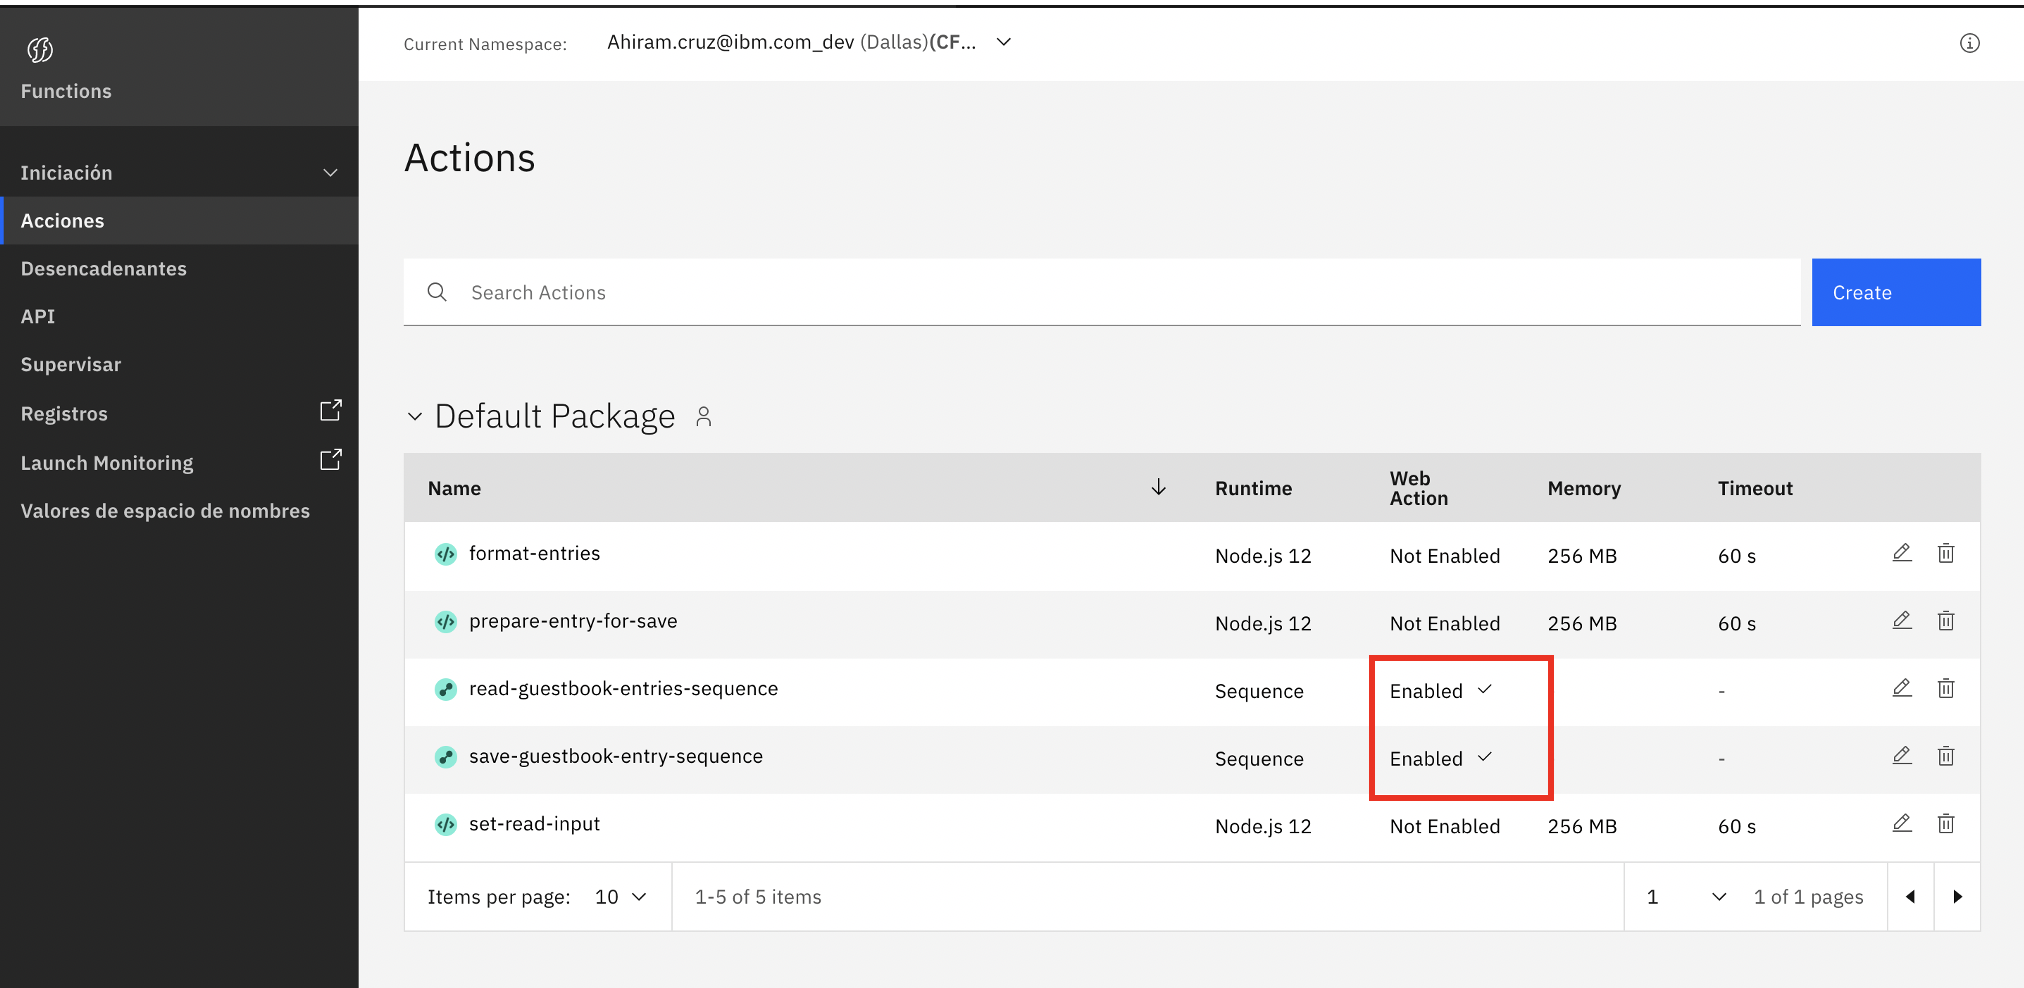 Functions
Current Namespace: Ahiram.cruz@ibm.com_dev (Dallas)(CF...
Iniciación
Acciones
Desencadenantes
API
Supervisar
Registros
Launch Monitoring
Valores de espacio de nombres
Actions
Search Actions
Create
Default Package
Name Runtime Web Action Memory Timeout
format-entries Node.js 12 Not Enabled 256 MB 60 s
prepare-entry-for-save Node.js 12 Not Enabled 256 MB 60 s
read-guestbook-entries-sequence Sequence Enabled -
save-guestbook-entry-sequence Sequence Enabled -
set-read-input Node.js 12 Not Enabled 256 MB 60 s
Items per page: 10 1-5 of 5 items 1 1 of 1 pages